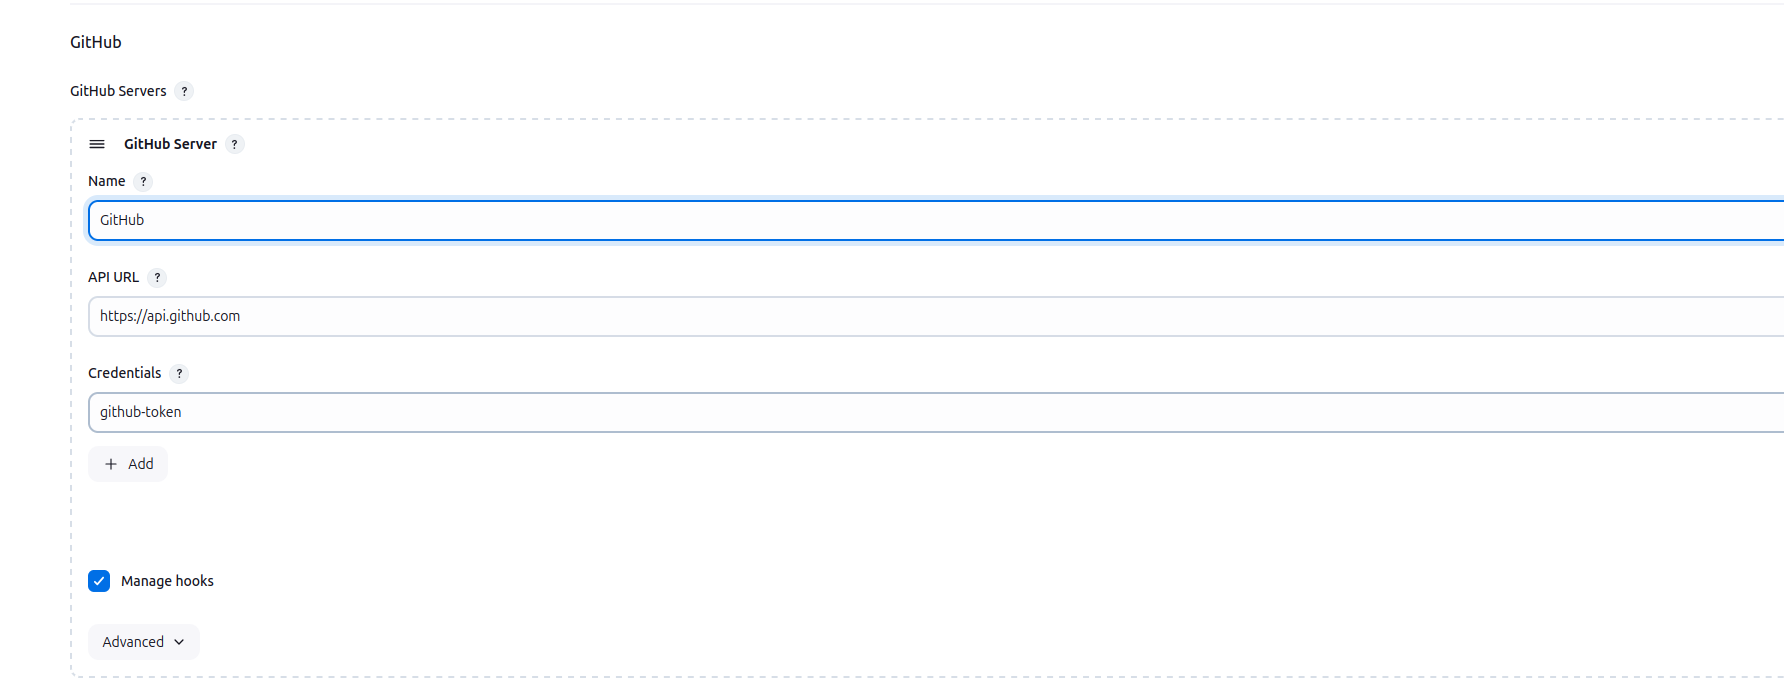 GitHub
GitHub Servers ?
GitHub Server ?
Name ?
GitHub
API URL ?
https://api.github.com
Credentials ?
github-token
+ Add
Manage hooks
Advanced